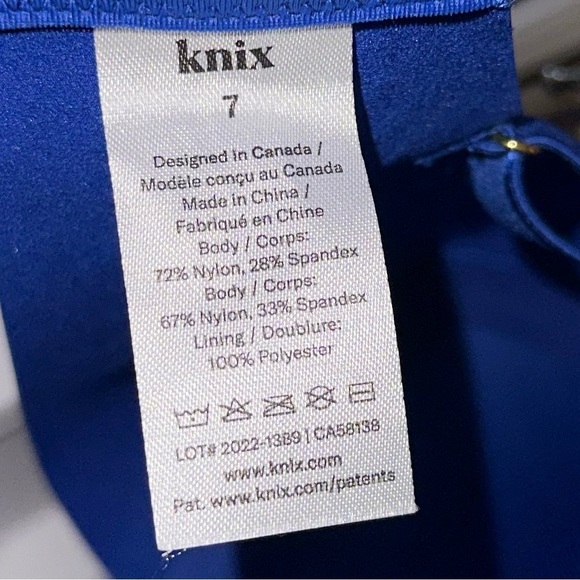 knix
7
Designed in Canada /
Modèle conçu au Canada
Made in China /
Fabriqué en Chine
Body / Corps:
72% Nylon, 28% Spandex
Body / Corps:
67% Nylon, 33% Spandex
Lining / Doublure:
100% Polyester
LOT# 2022-1389 | CA58138
www.knix.com
Pat. www.knix.com/patents